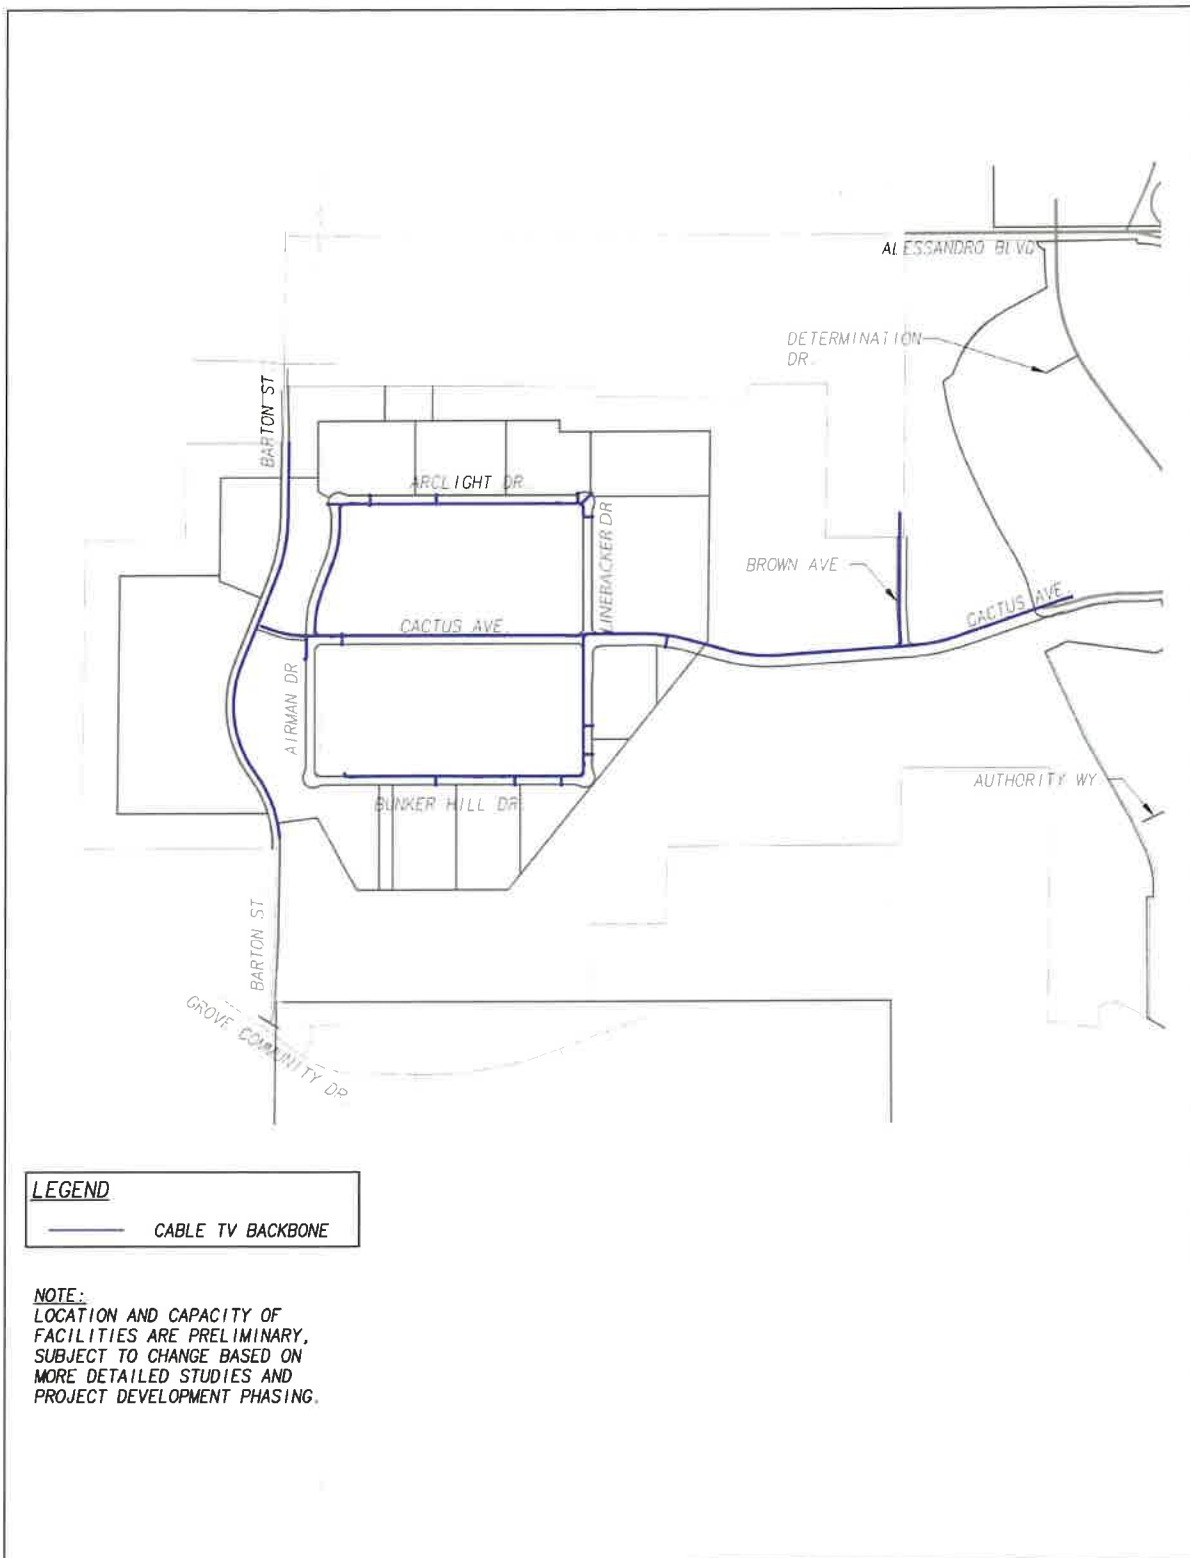 ALESSANDRO BLVD
DETERMINATION
DR.
BARTON ST
ARCLIGHT DR.
LINEBACKER DR
BROWN AVE
CACTUS AVE.
CACTUS AVE.
AIRMAN DR
AUTHORITY WY
BUNKER HILL DR.
BARTON ST
GROVE COMMUNITY DR
LEGEND
CABLE TV BACKBONE
NOTE:
LOCATION AND CAPACITY OF
FACILITIES ARE PRELIMINARY,
SUBJECT TO CHANGE BASED ON
MORE DETAILED STUDIES AND
PROJECT DEVELOPMENT PHASING.